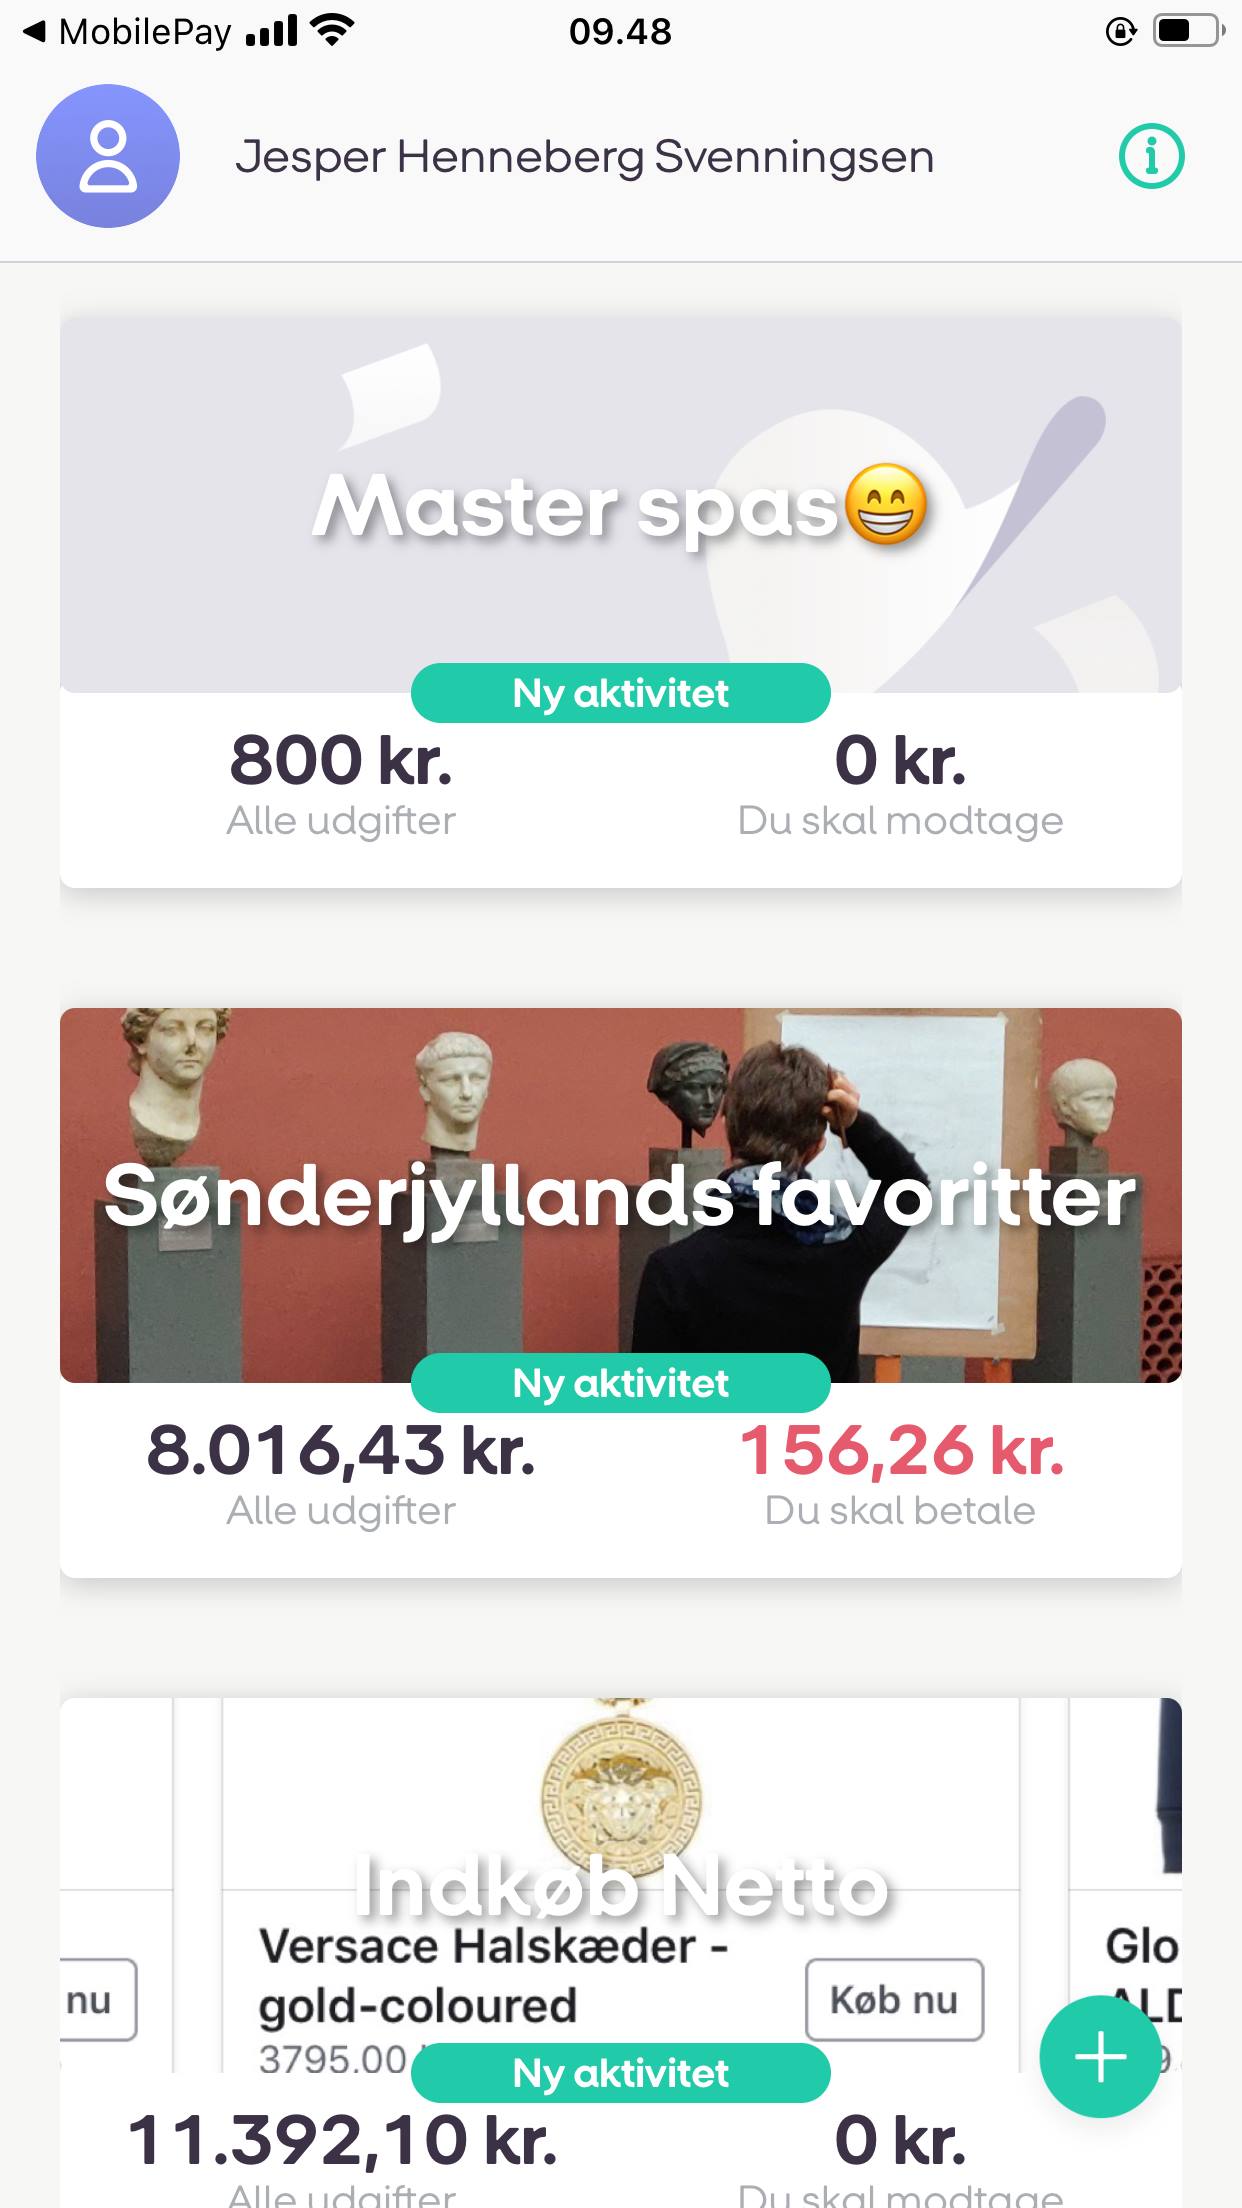 MobilePay
09.48
Jesper Henneberg Svenningsen
Master spas😁
Ny aktivitet
800 kr.
0 kr.
Alle udgifter
Du skal modtage
Sønderjyllands favoritter
Ny aktivitet
8.016,43 kr.
156,26 kr.
Alle udgifter
Du skal betale
Indkøb Netto
Versace Halskæder -
gold-coloured
3795.00
nu
Køb nu
Glo
ALD
Ny aktivitet
11.392,10 kr.
0 kr.
Alle udgifter
Du skal modtage